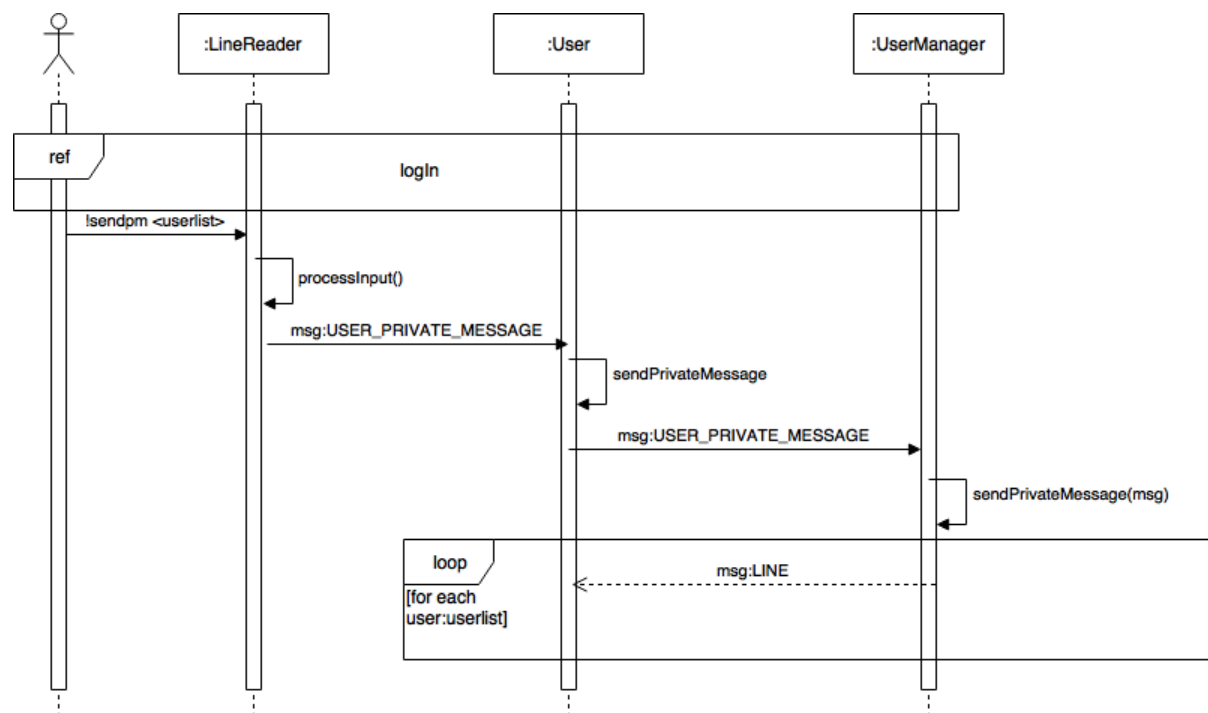 :LineReader
:User
:UserManager
ref
logIn
!sendpm <userlist>
processInput()
msg:USER_PRIVATE_MESSAGE
sendPrivateMessage
msg:USER_PRIVATE_MESSAGE
sendPrivateMessage(msg)
loop
msg:LINE
[for each
user:userlist]